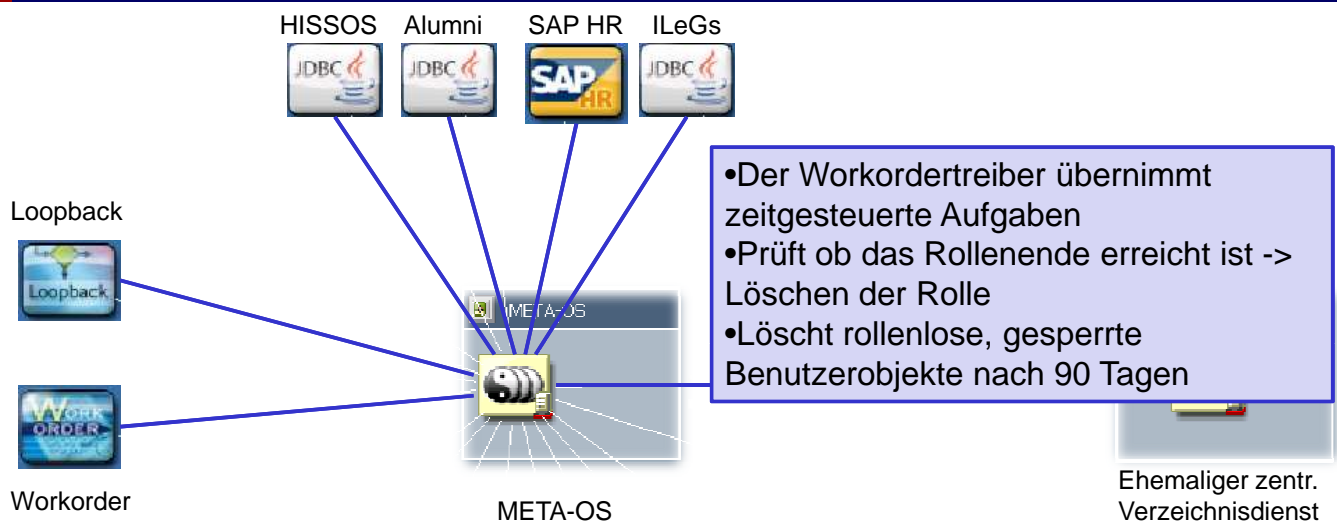 HISSOS Alumni SAP HR ILeGs
JDBC JDBC SAP HR JDBC
•Der Workordertreiber übernimmt
zeitgesteuerte Aufgaben
•Prüft ob das Rollenende erreicht ist ->
Löschen der Rolle
•Löscht rollenlose, gesperrte
Benutzerobjekte nach 90 Tagen
Loopback
Loopback
META-OS
WORK
ORDER
Workorder
META-OS
Ehemaliger zentr.
Verzeichnisdienst